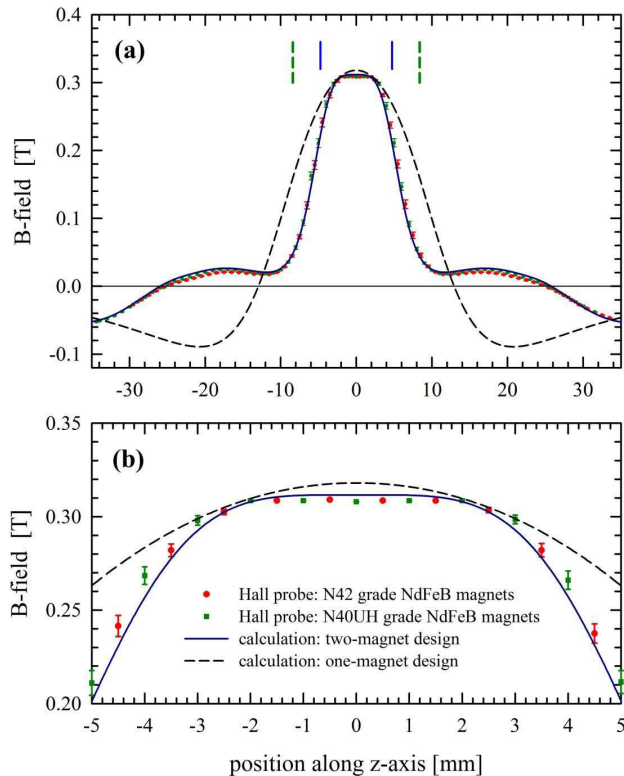 (a)
B-field [T]
0.4
0.3
0.2
0.1
0.0
-0.1
-30 -20 -10 0 10 20 30
(b)
B-field [T]
0.35
0.30
0.25
0.20
Hall probe: N42 grade NdFeB magnets
Hall probe: N40UH grade NdFeB magnets
calculation: two-magnet design
calculation: one-magnet design
-5 -4 -3 -2 -1 0 1 2 3 4 5
position along z-axis [mm]